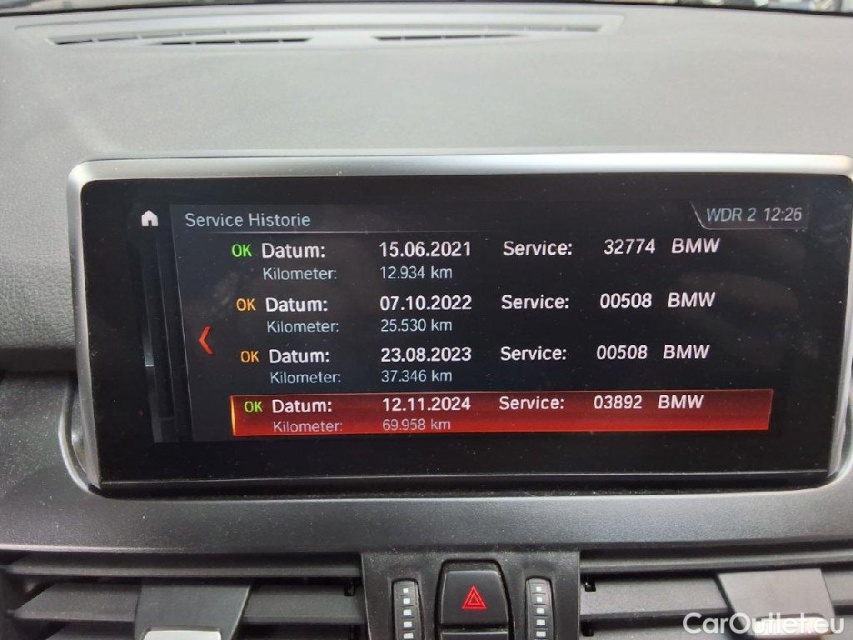 Service Historie
WDR 2 12:26
OK Datum: 15.06.2021 Service: 32774 BMW
Kilometer: 12.934 km
OK Datum: 07.10.2022 Service: 00508 BMW
Kilometer: 25.530 km
OK Datum: 23.08.2023 Service: 00508 BMW
Kilometer: 37.346 km
OK Datum: 12.11.2024 Service: 03892 BMW
Kilometer: 69.958 km
CarOutlet.eu